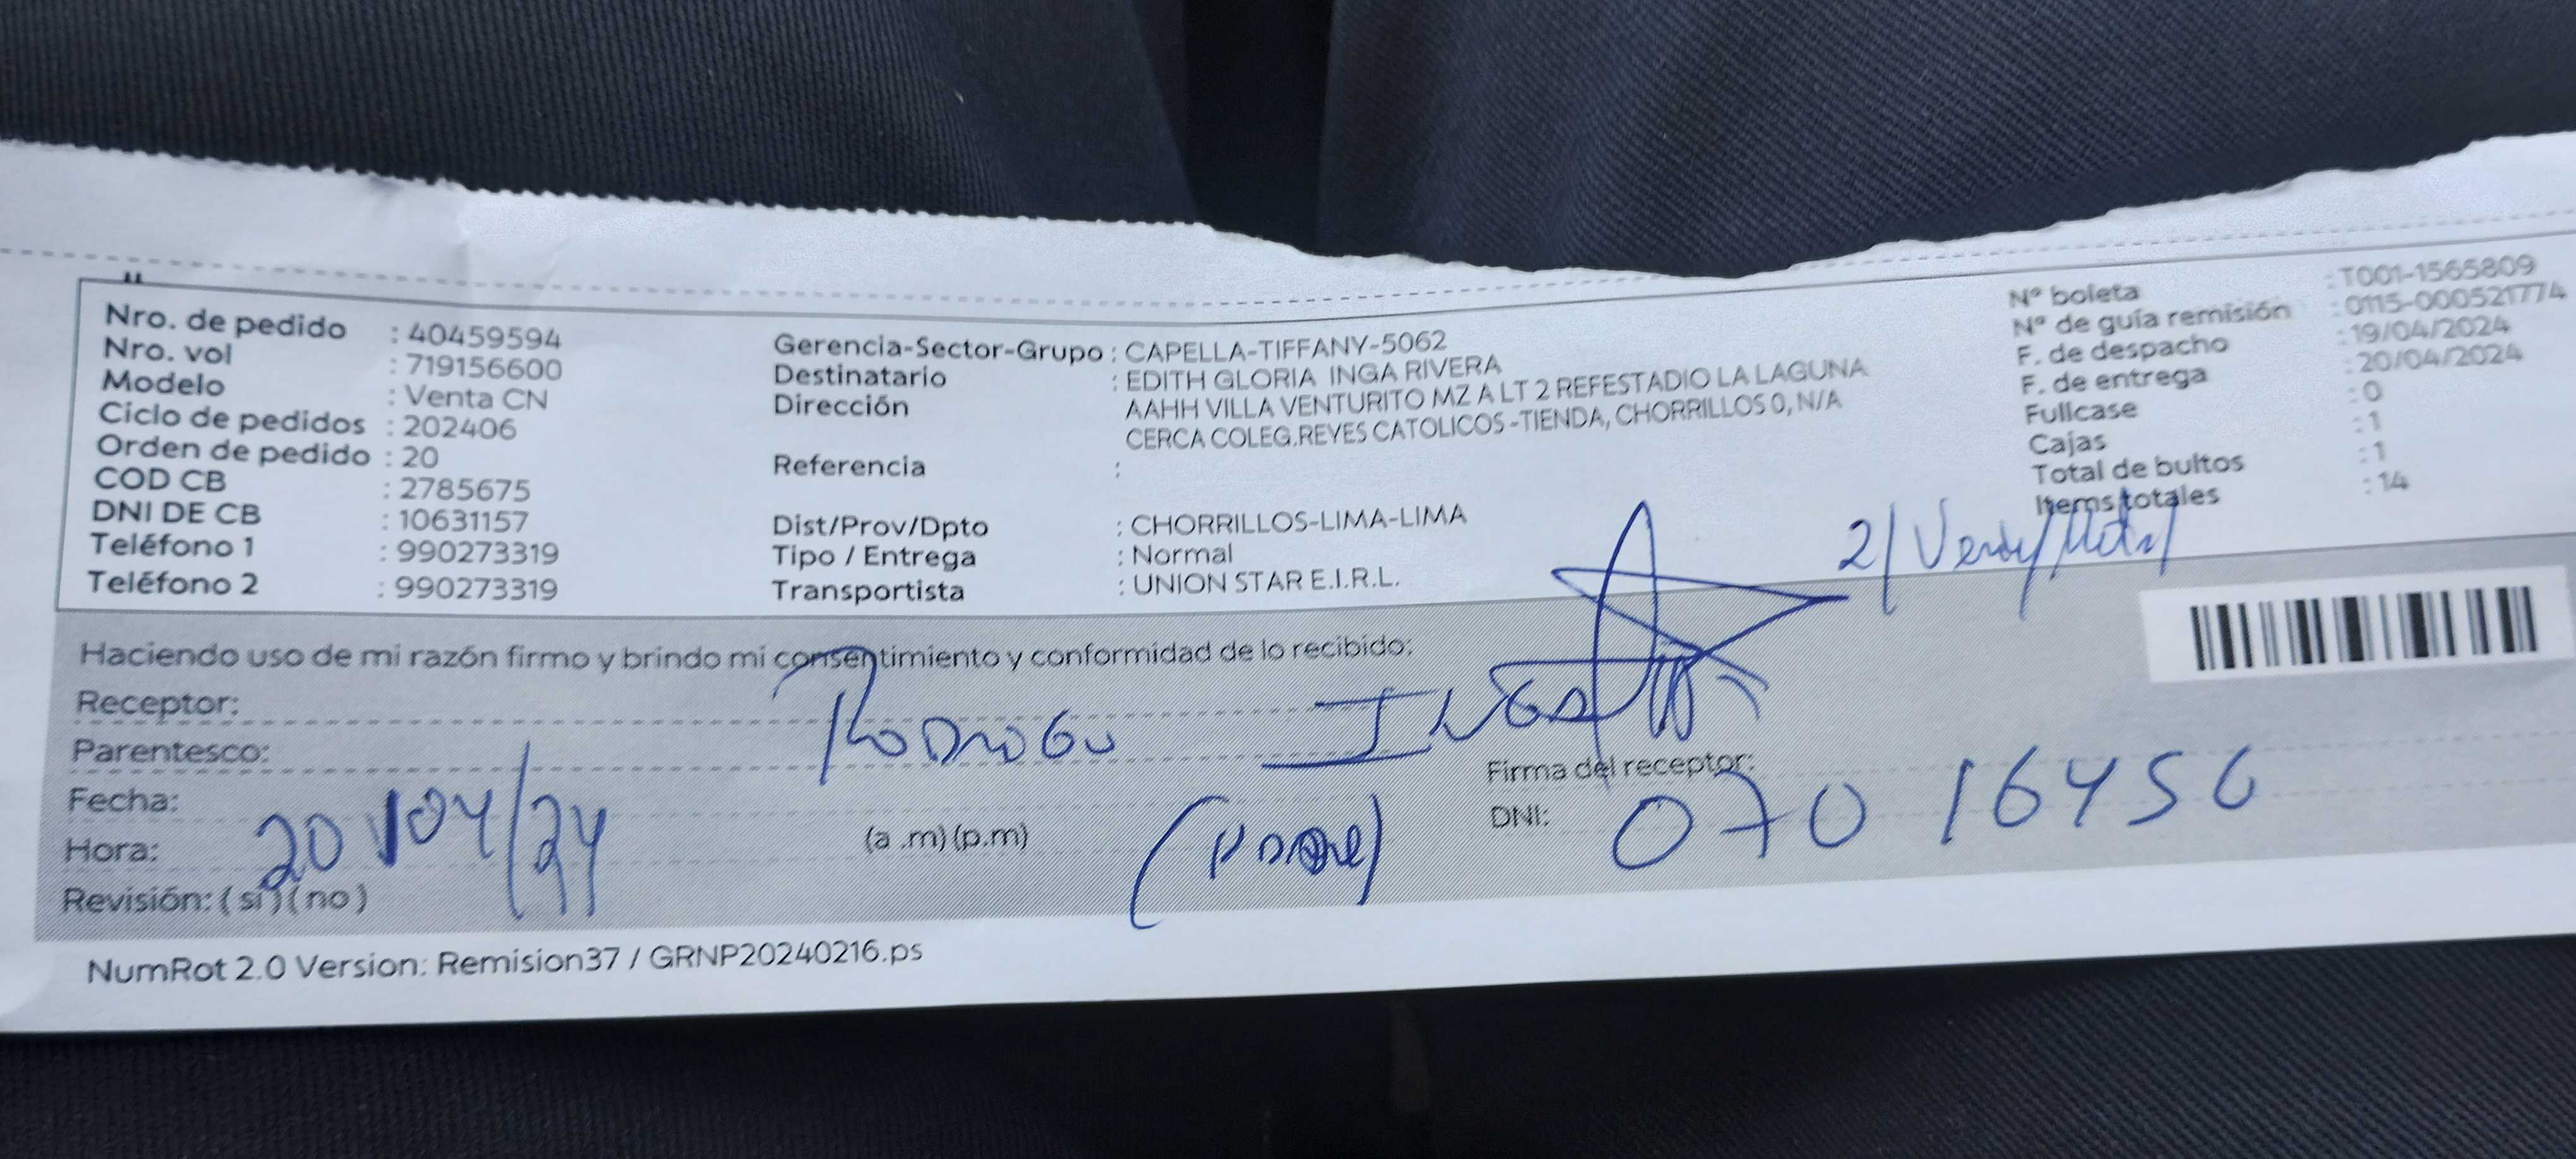 Nro. de pedido : 40459594
Nro. vol : 719156600
Modelo : Venta CN
Ciclo de pedidos : 202406
Orden de pedido : 20
COD CB : 2785675
DNI DE CB : 10631157
Teléfono 1 : 990273319
Teléfono 2 : 990273319
Gerencia-Sector-Grupo : CAPELLA-TIFFANY-5062
Destinatario : EDITH GLORIA INGA RIVERA
Dirección AAHH VILLA VENTURITO MZ A LT 2 REFESTADIO LA LAGUNA
CERCA COLEG.REYES CATOLICOS -TIENDA, CHORRILLOS 0, N/A
Referencia :
Dist/Prov/Dpto : CHORRILLOS-LIMA-LIMA
Tipo / Entrega : Normal
Transportista : UNION STAR E.I.R.L.
Nº boleta : T001-1565809
Nº de guía remisión : 0115-000521774
F. de despacho : 19/04/2024
F. de entrega : 20/04/2024
Fullcase : 0
Cajas : 1
Total de bultos : 1
Items totales : 14
2/
Haciendo uso de mi razón firmo y brindo mi consentimiento y conformidad de lo recibido:
Receptor: Rodrogo Inga
Parentesco:
Firma del receptor:
Fecha: 20/04/24
DNI: 07016456
Hora: (a .m) (p.m) (Padre)
Revisión: ( si ) ( no )
NumRot 2.0 Version: Remision37 / GRNP20240216.ps